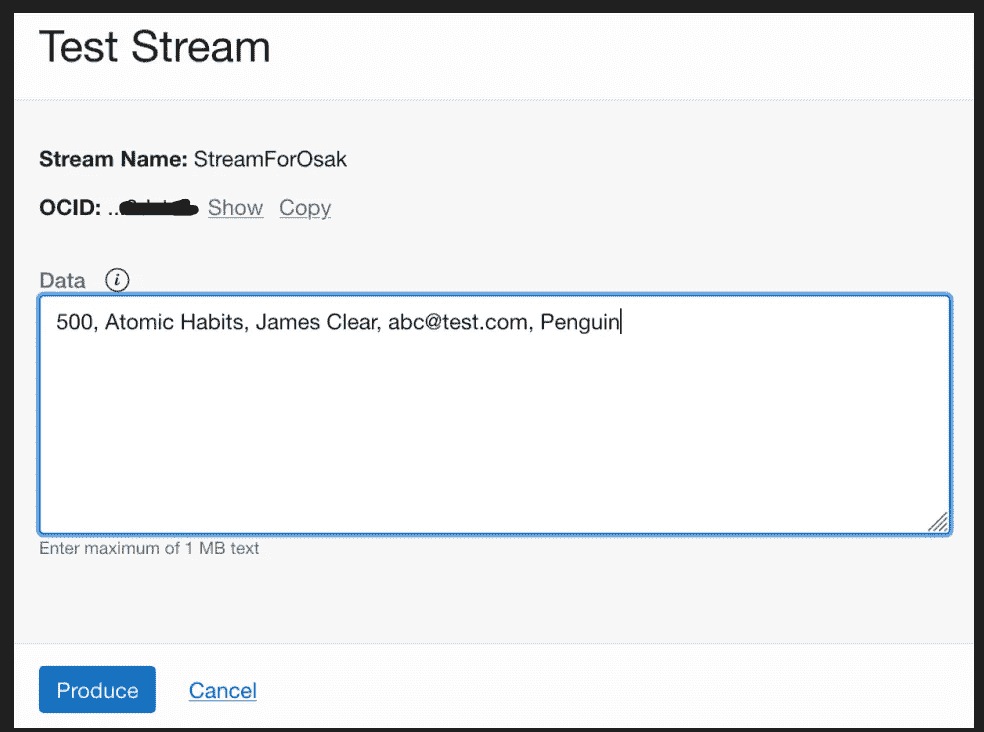 Test Stream
Stream Name: StreamForOsak
OCID: .. Show Copy
Data i
500, Atomic Habits, James Clear, abc@test.com, Penguin
Enter maximum of 1 MB text
Produce Cancel